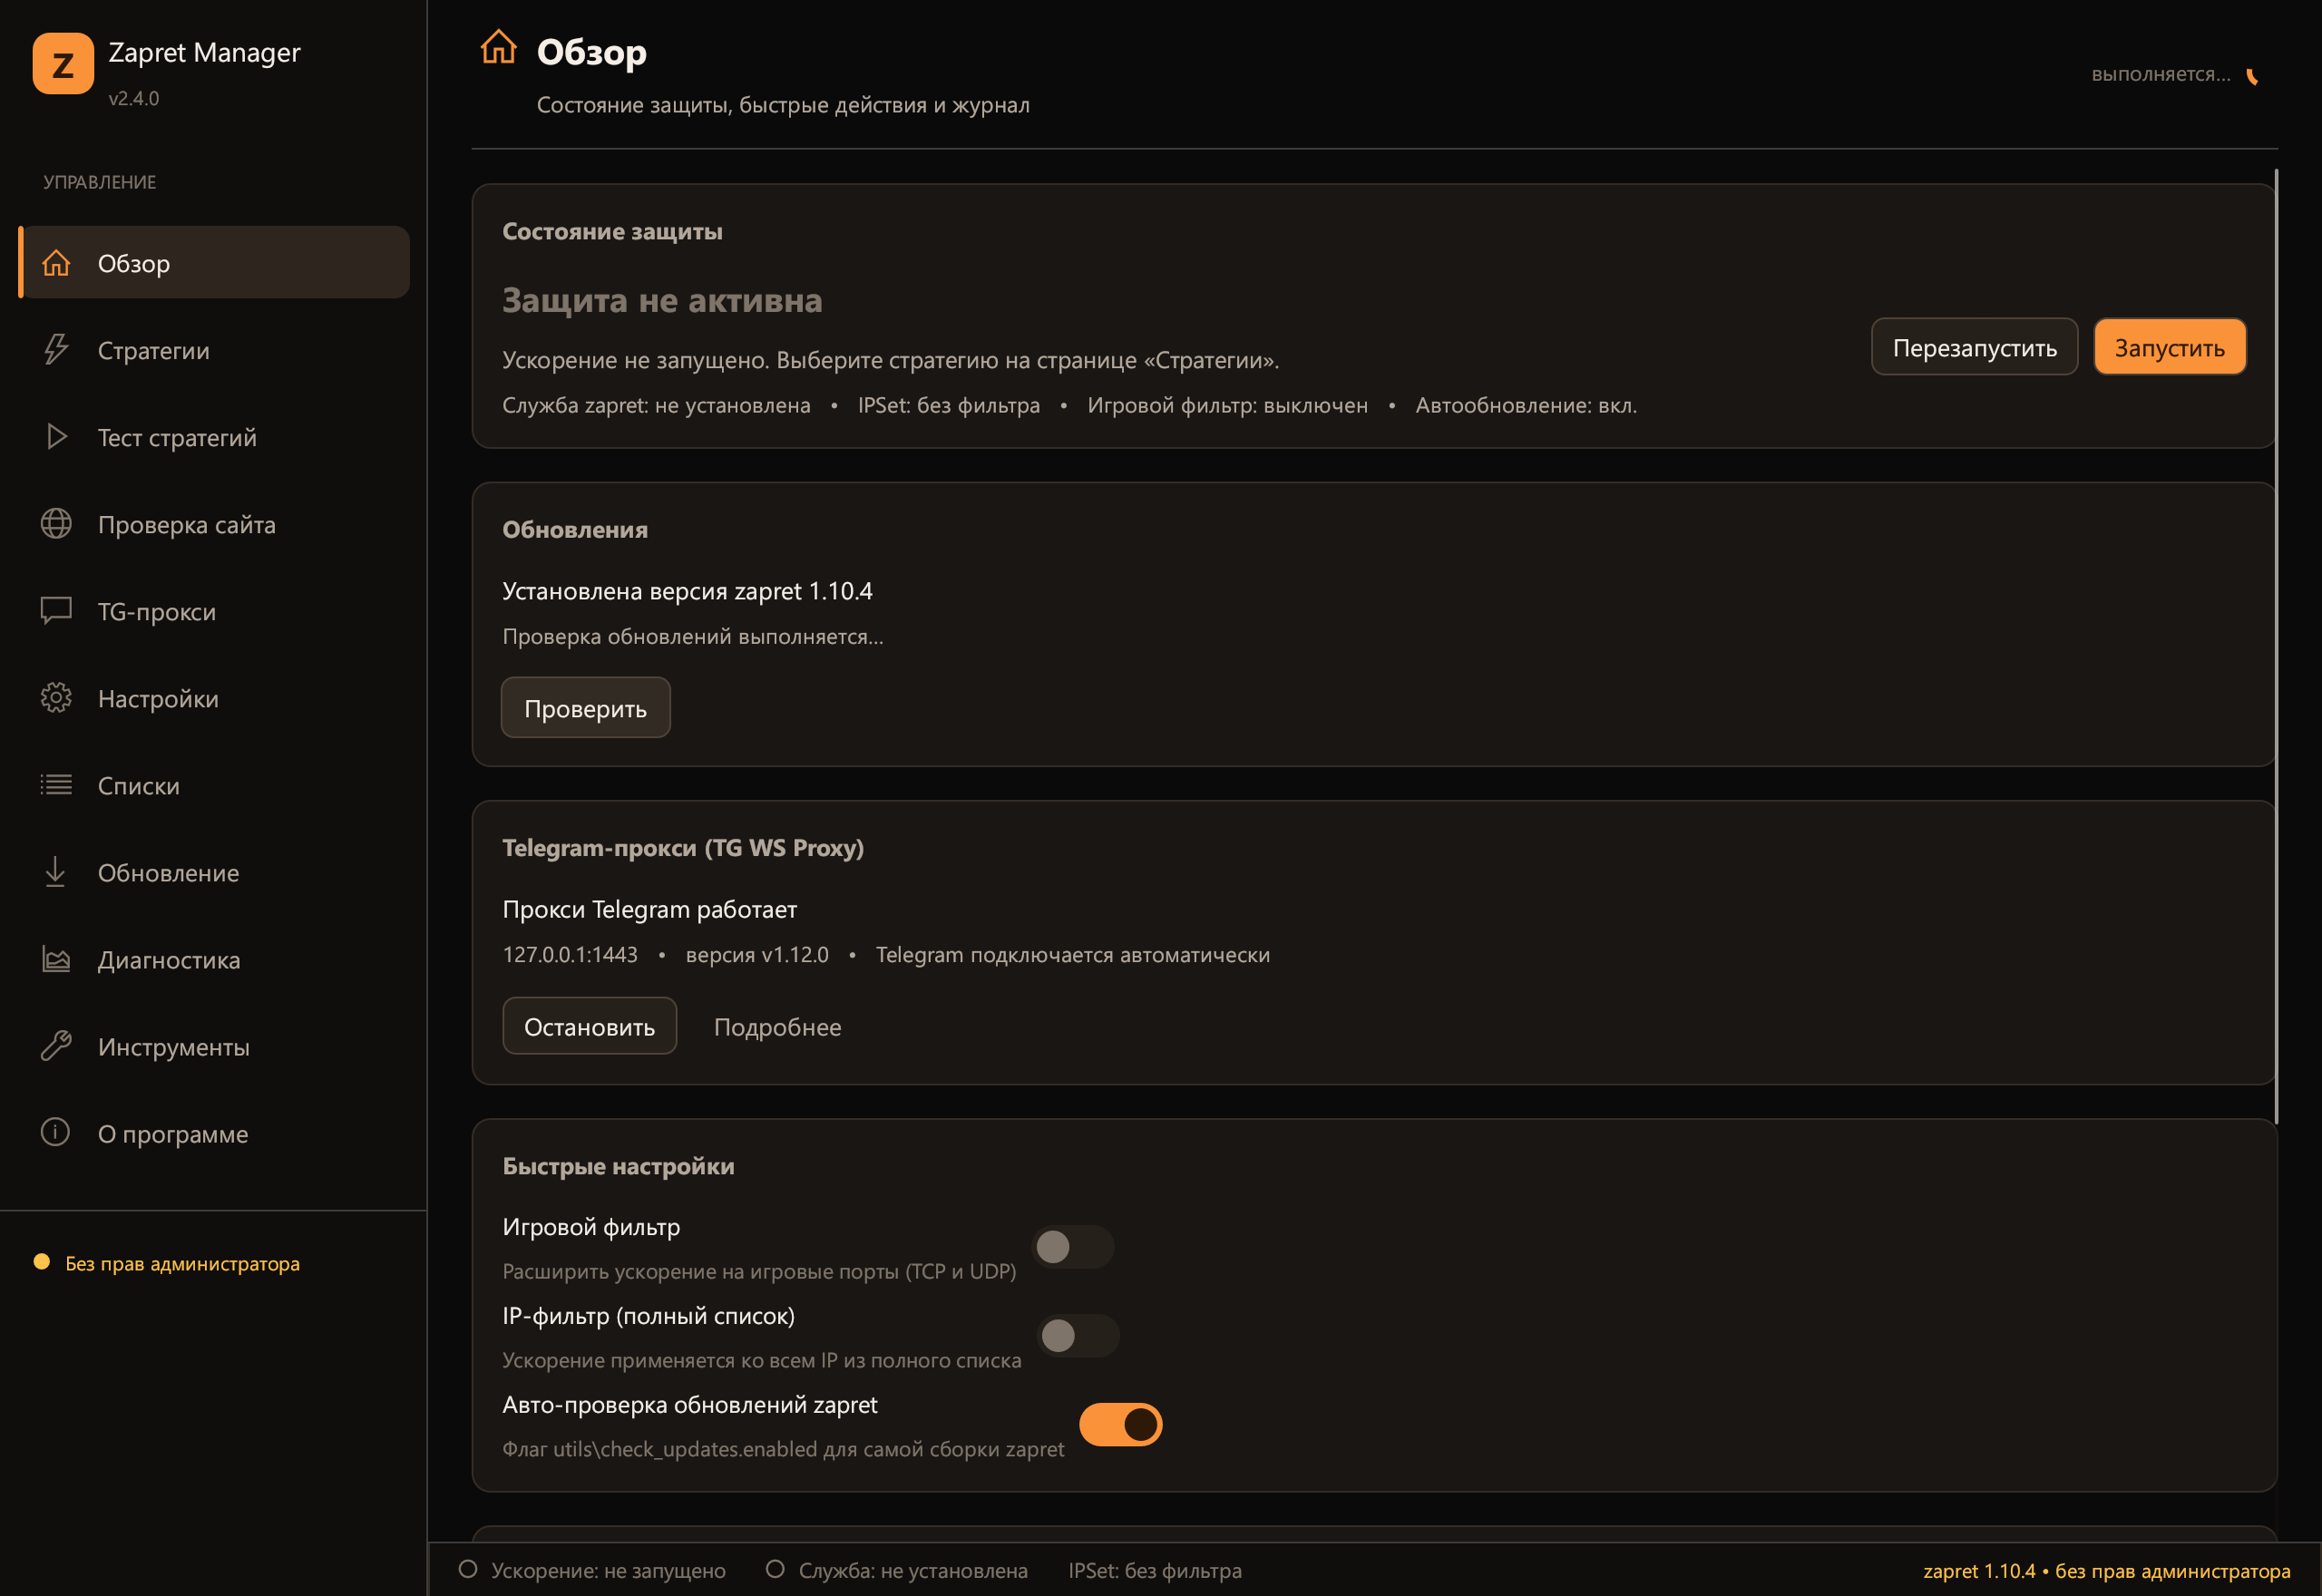 Z
Zapret Manager
v2.4.0
УПРАВЛЕНИЕ
Обзор
Стратегии
Тест стратегий
Проверка сайта
TG-прокси
Настройки
Списки
Обновление
Диагностика
Инструменты
О программе
Без прав администратора
Обзор
Состояние защиты, быстрые действия и журнал
выполняется...
Состояние защиты
Защита не активна
Ускорение не запущено. Выберите стратегию на странице «Стратегии».
Служба zapret: не установлена • IPSet: без фильтра • Игровой фильтр: выключен • Автообновление: вкл.
Перезапустить
Запустить
Обновления
Установлена версия zapret 1.10.4
Проверка обновлений выполняется...
Проверить
Telegram-прокси (TG WS Proxy)
Прокси Telegram работает
127.0.0.1:1443 • версия v1.12.0 • Telegram подключается автоматически
Остановить
Подробнее
Быстрые настройки
Игровой фильтр
Расширить ускорение на игровые порты (TCP и UDP)
IP-фильтр (полный список)
Ускорение применяется ко всем IP из полного списка
Авто-проверка обновлений zapret
Флаг utils\check_updates.enabled для самой сборки zapret
Ускорение: не запущено
Служба: не установлена
IPSet: без фильтра
zapret 1.10.4 • без прав администратора